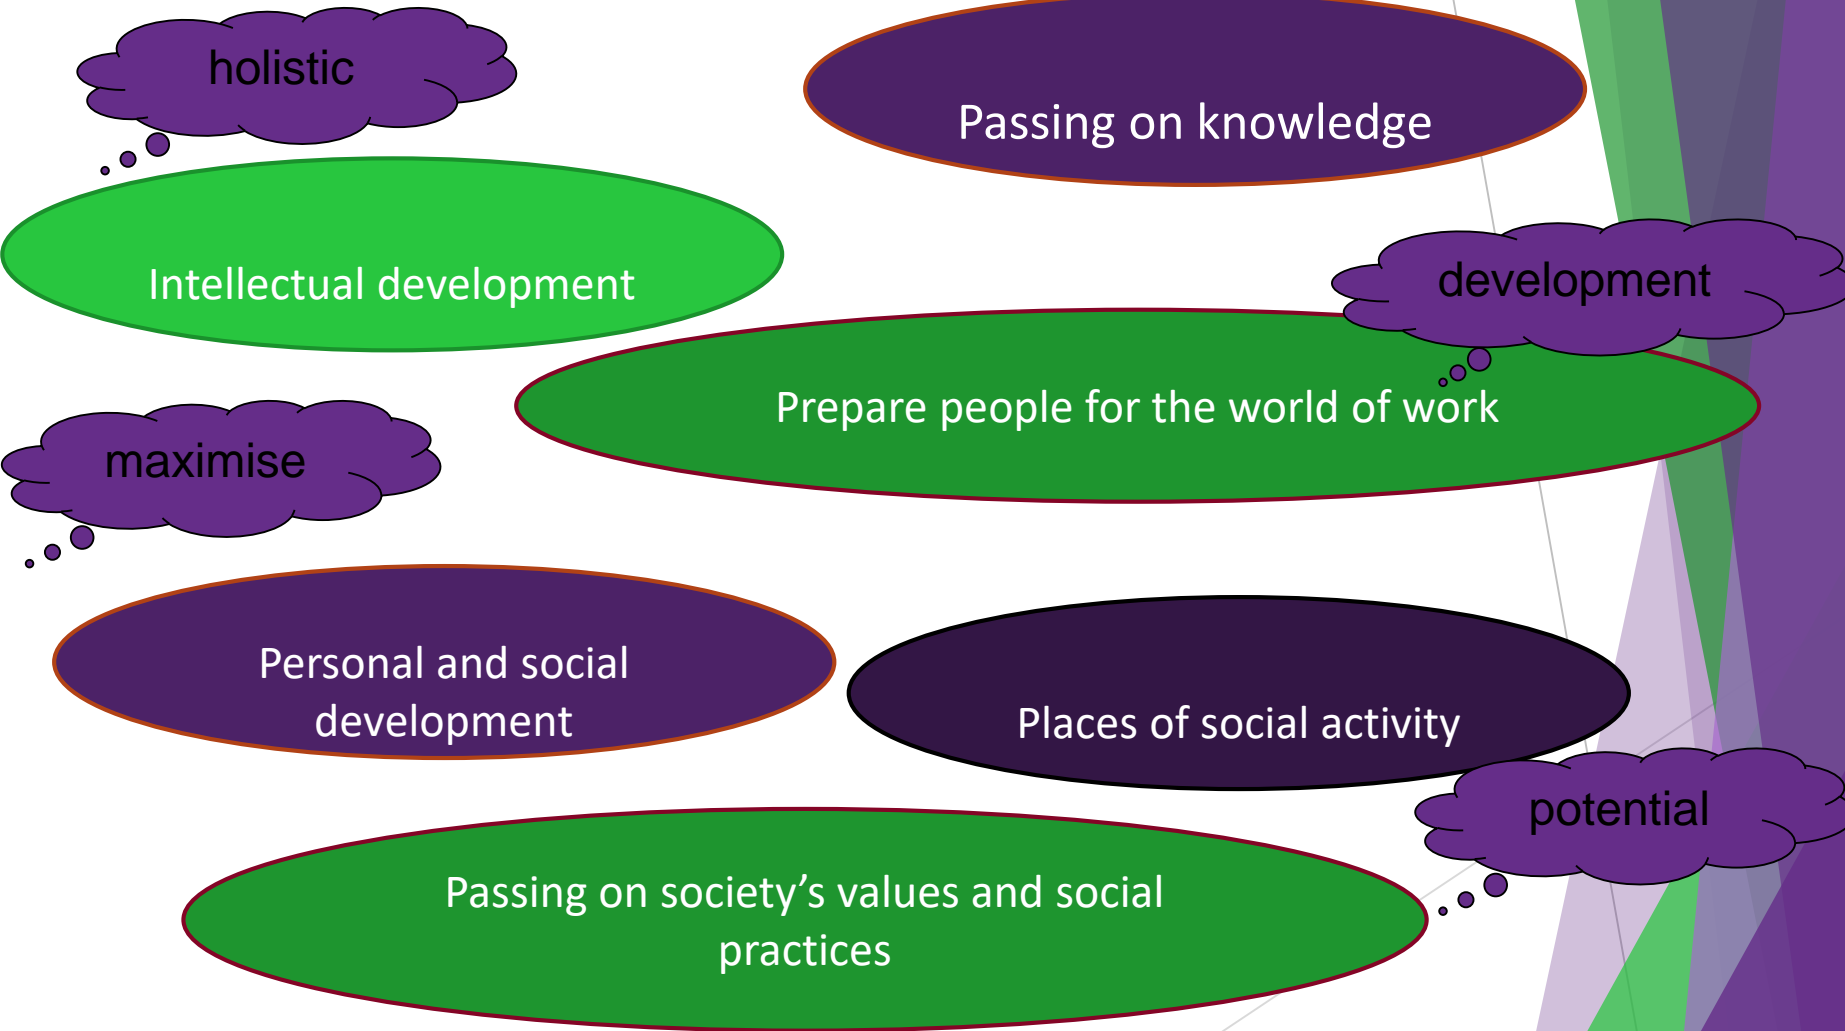 holistic
Passing on knowledge
Intellectual development
development
Prepare people for the world of work
maximise
Personal and social
development
Places of social activity
potential
Passing on society’s values and social
practices